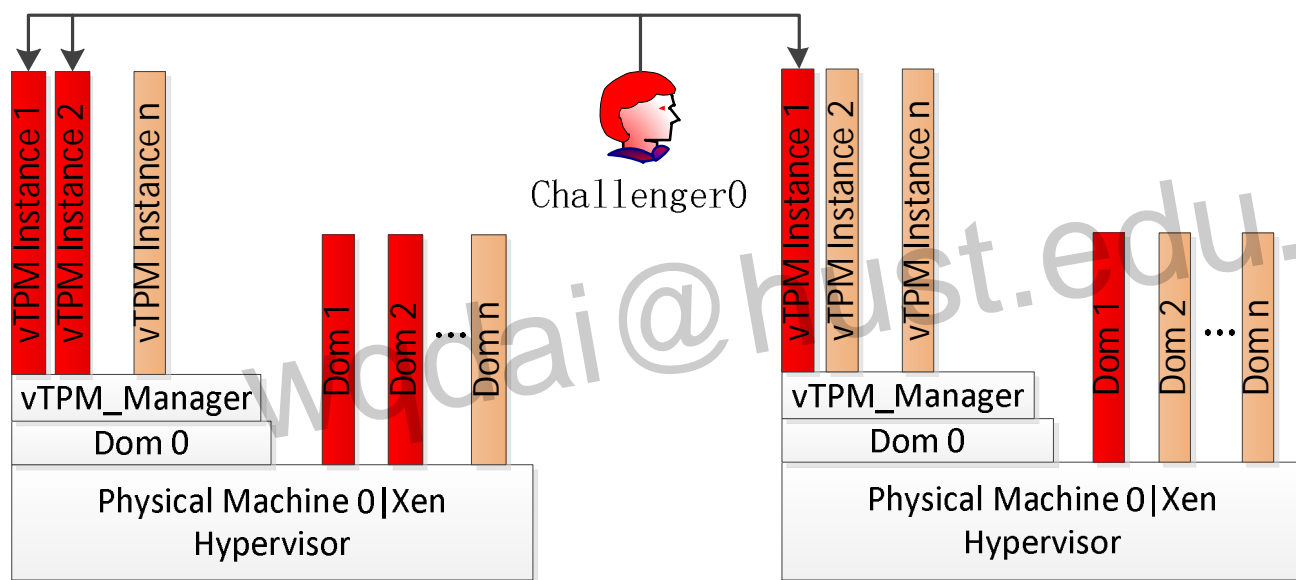 vTPM Instance 1
vTPM Instance 2
vTPM Instance n
Challenger0
vTPM Instance 1
vTPM Instance 2
vTPM Instance n
Dom 1
Dom 2
...
Dom n
Dom 1
Dom 2
...
Dom n
vTPM_Manager
Dom 0
vTPM_Manager
Dom 0
Physical Machine 0|Xen
Hypervisor
Physical Machine 0|Xen
Hypervisor
wqdai@hust.edu.